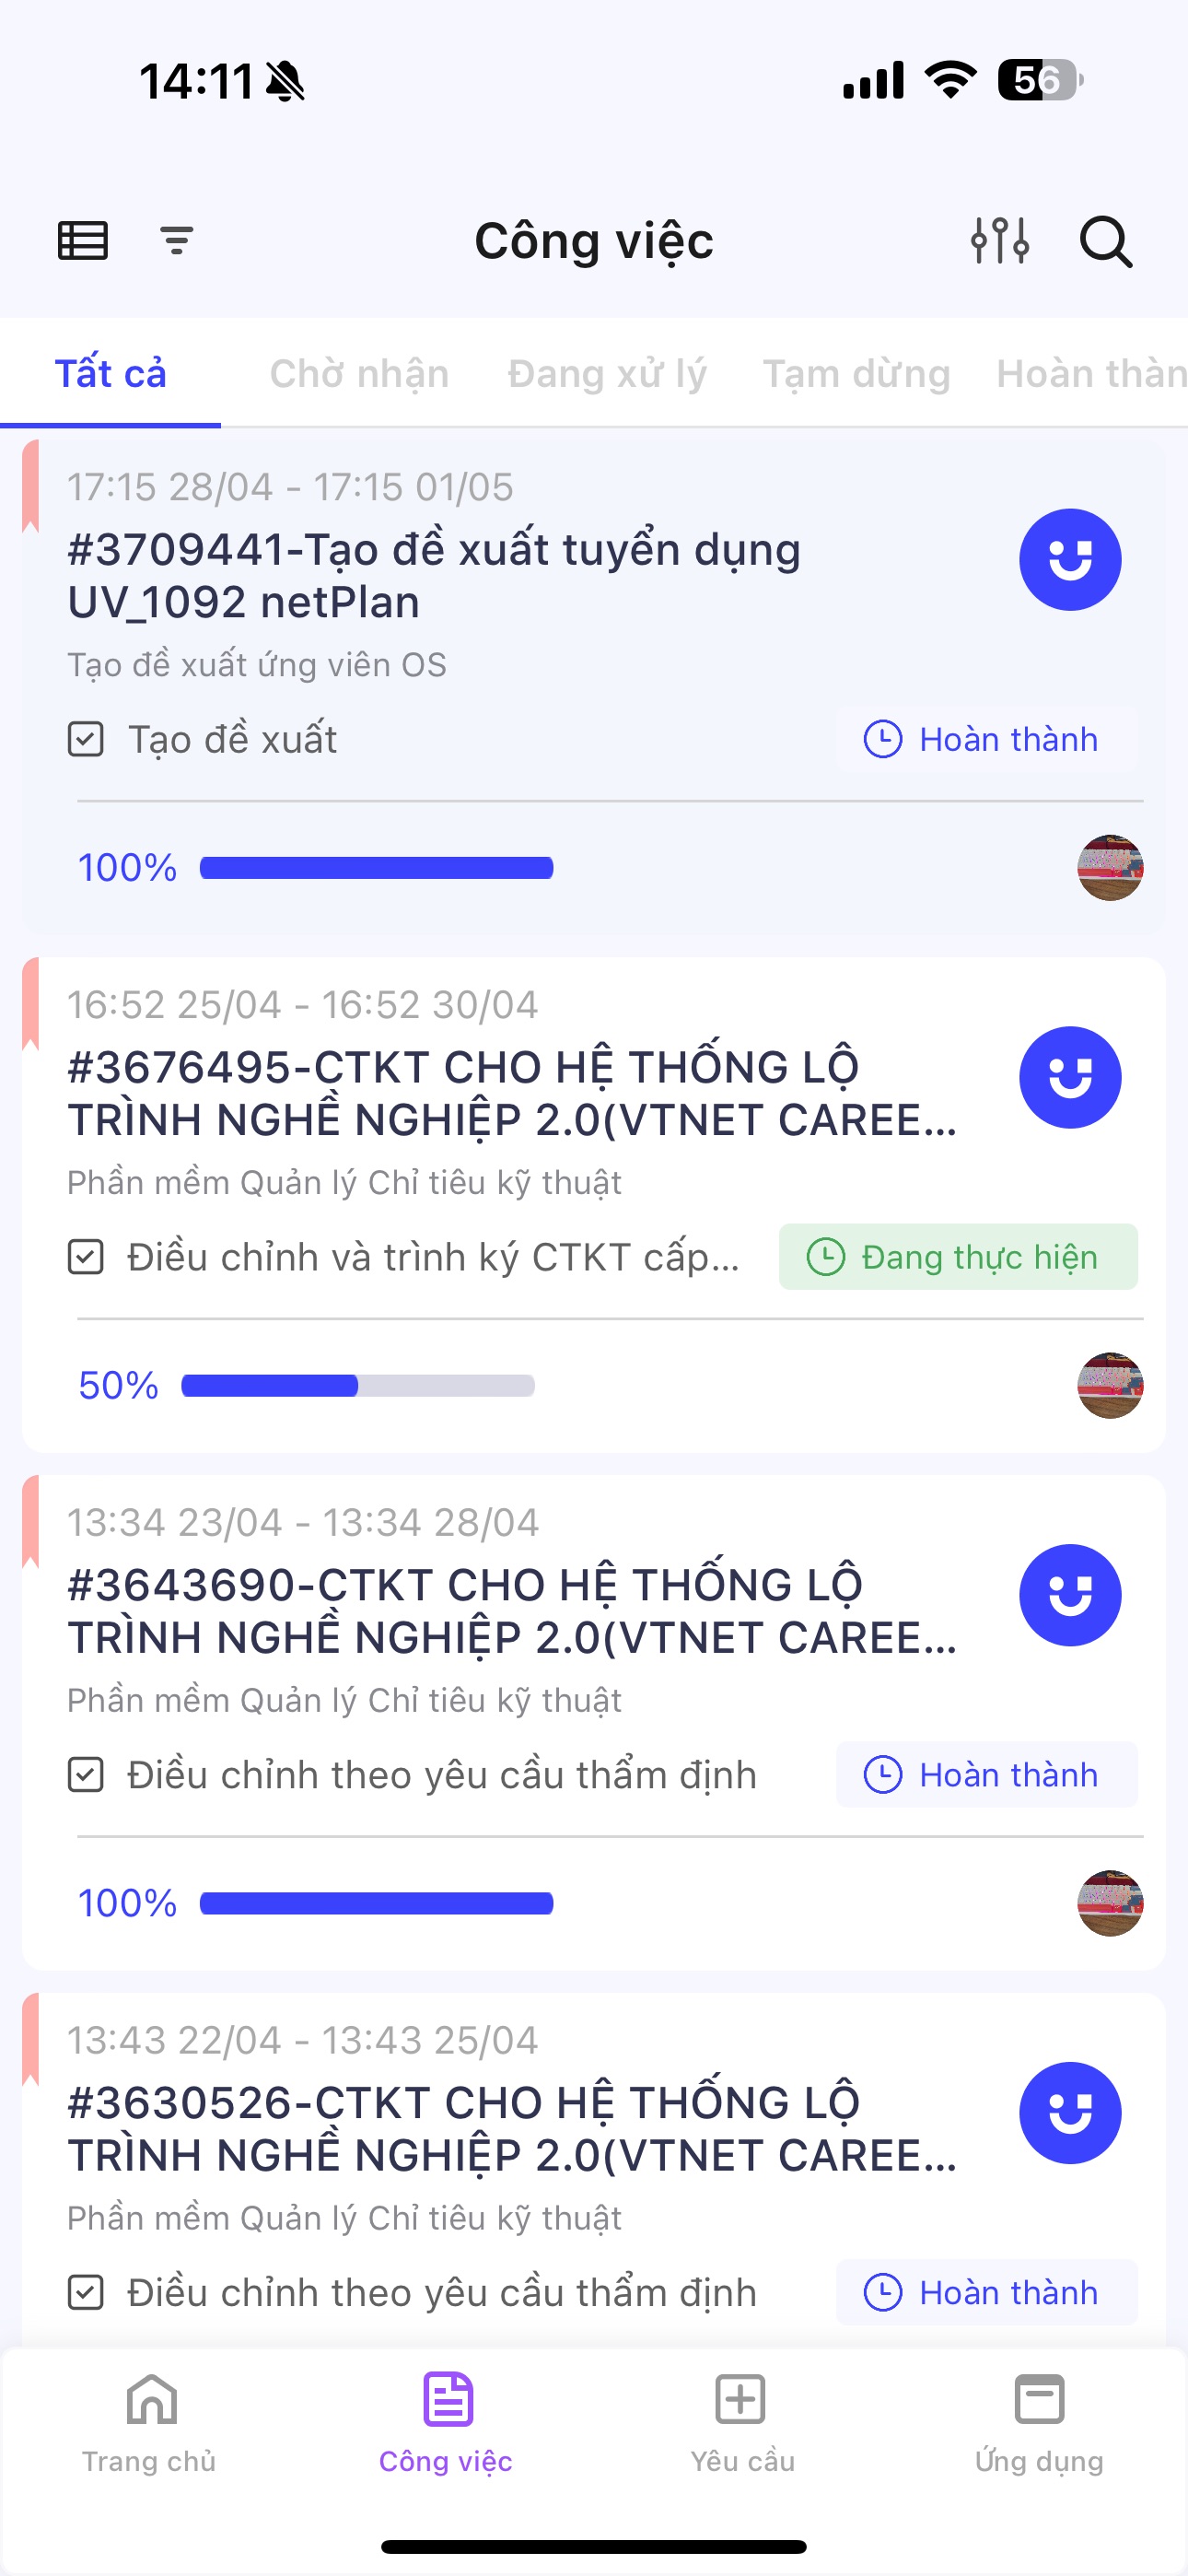 14:11
56
Công việc
Tất cả
Chờ nhận
Đang xử lý
Tạm dừng
Hoàn thàn
17:15 28/04 - 17:15 01/05
#3709441-Tạo đề xuất tuyển dụng
UV_1092 netPlan
Tạo đề xuất ứng viên OS
Tạo đề xuất
Hoàn thành
100%
16:52 25/04 - 16:52 30/04
#3676495-CTKT CHO HỆ THỐNG LỘ
TRÌNH NGHỀ NGHIỆP 2.0(VTNET CAREE...
Phần mềm Quản lý Chỉ tiêu kỹ thuật
Điều chỉnh và trình ký CTKT cấp...
Đang thực hiện
50%
13:34 23/04 - 13:34 28/04
#3643690-CTKT CHO HỆ THỐNG LỘ
TRÌNH NGHỀ NGHIỆP 2.0(VTNET CAREE...
Phần mềm Quản lý Chỉ tiêu kỹ thuật
Điều chỉnh theo yêu cầu thẩm định
Hoàn thành
100%
13:43 22/04 - 13:43 25/04
#3630526-CTKT CHO HỆ THỐNG LỘ
TRÌNH NGHỀ NGHIỆP 2.0(VTNET CAREE...
Phần mềm Quản lý Chỉ tiêu kỹ thuật
Điều chỉnh theo yêu cầu thẩm định
Hoàn thành
Trang chủ
Công việc
Yêu cầu
Ứng dụng